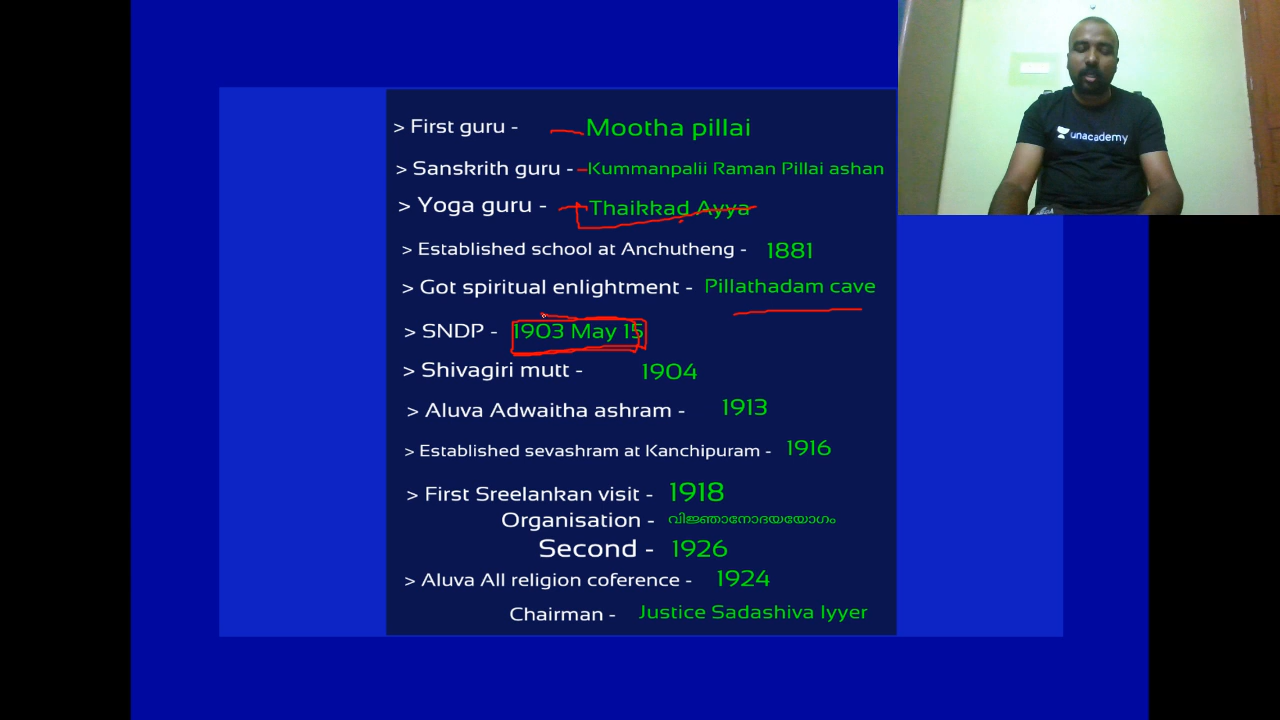 > First guru - Mootha pillai
> Sanskrith guru - Kummanpalii Raman Pillai ashan
> Yoga guru - Thaikkad Ayya
> Established school at Anchutheng - 1881
> Got spiritual enlightment - Pillathadam cave
> SNDP - 1903 May 15
> Shivagiri mutt - 1904
> Aluva Adwaitha ashram - 1913
> Established sevashram at Kanchipuram - 1916
> First Sreelankan visit - 1918
Organisation - വിജ്ഞാനോദയയോഗം
Second - 1926
> Aluva All religion coference - 1924
Chairman - Justice Sadashiva Iyyer
unacademy